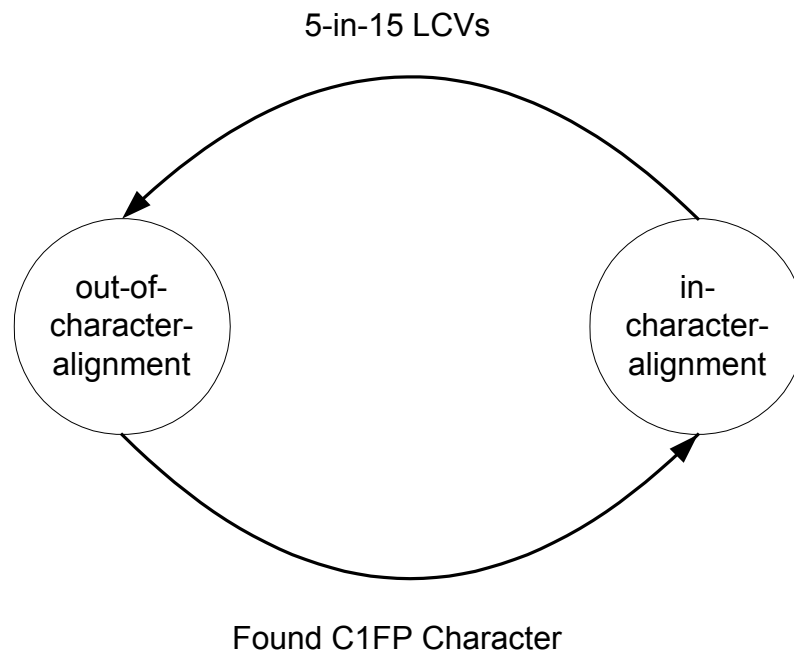 5-in-15 LCVs
out-of-
character-
alignment
in-
character-
alignment
Found C1FP Character